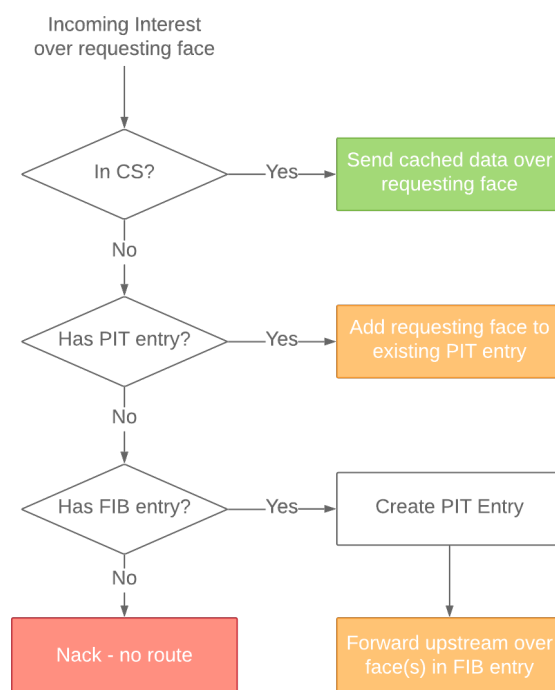 Incoming Interest
over requesting face
In CS?
Yes
Send cached data over
requesting face
No
Has PIT entry?
Yes
Add requesting face to
existing PIT entry
No
Has FIB entry?
Yes
Create PIT Entry
No
Nack - no route
Forward upstream over
face(s) in FIB entry